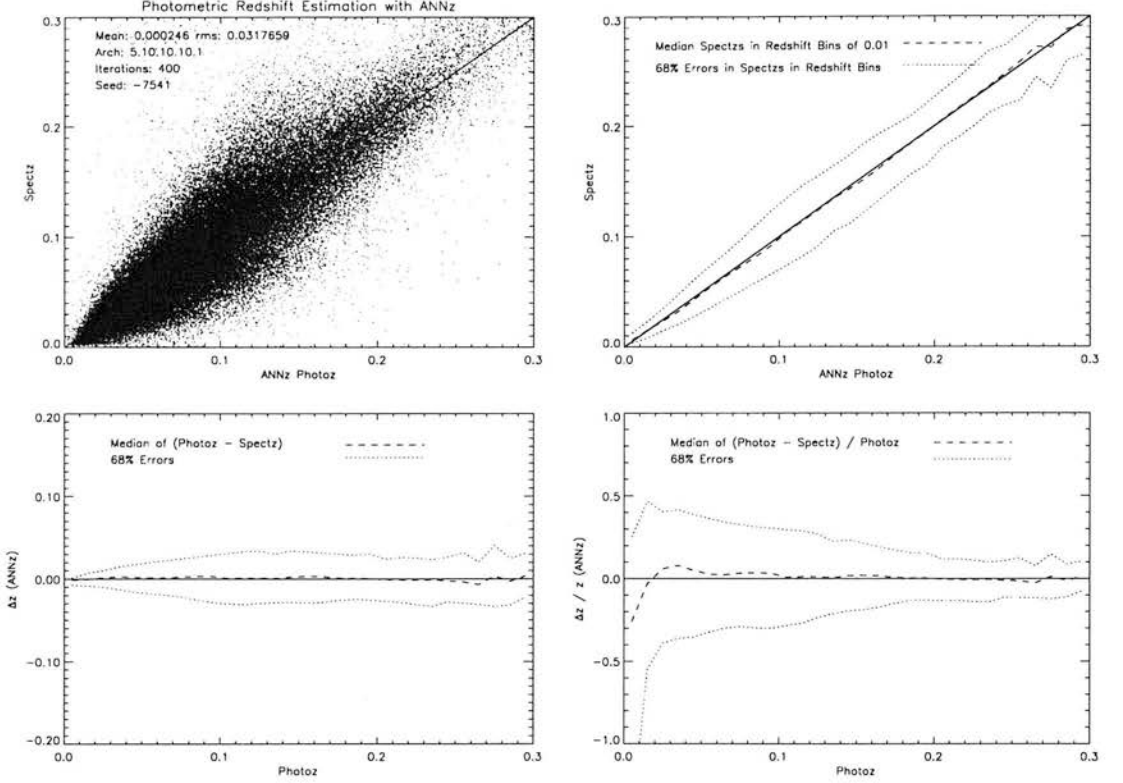 Photometric Redshift Estimation with ANNz
Mean: 0.000246 rms: 0.0317659
Arch: 5.10.10.10.1
Iterations: 400
Seed: -7541
0.3
0.2
0.1
0.0
Spectz
0.0 0.1 0.2 0.3
ANNz Photoz
Median Spectzs in Redshift Bins of 0.01
68% Errors in Spectzs in Redshift Bins
0.3
0.2
0.1
0.0
Spectz
0.0 0.1 0.2 0.3
ANNz Photoz
Median of (Photoz - Spectz)
68% Errors
0.20
0.10
0.00
-0.10
-0.20
Δz (ANNz)
0.0 0.1 0.2 0.3
Photoz
Median of (Photoz - Spectz) / Photoz
68% Errors
1.0
0.5
0.0
-0.5
-1.0
Δz / z (ANNz)
0.0 0.1 0.2 0.3
Photoz